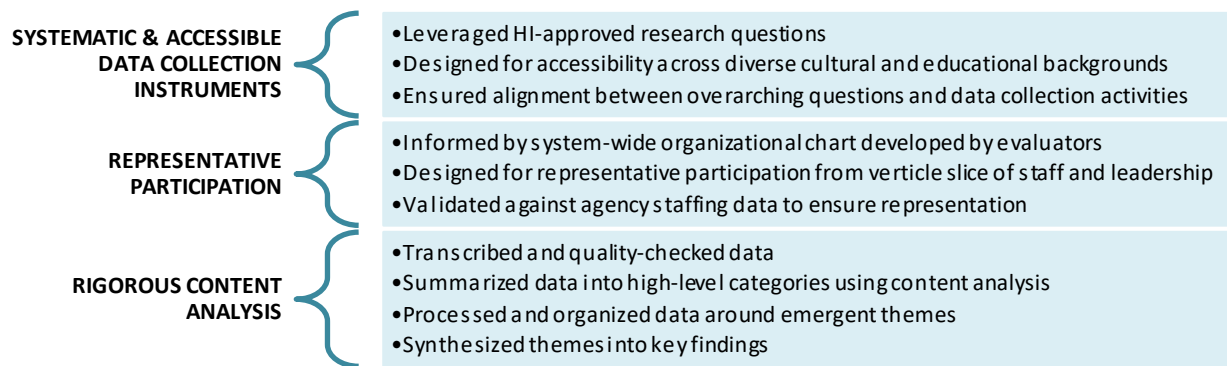 SYSTEMATIC & ACCESSIBLE
DATA COLLECTION
INSTRUMENTS
•Leveraged HI-approved research questions
•Designed for accessibility across diverse cultural and educational backgrounds
•Ensured alignment between overarching questions and data collection activities
REPRESENTATIVE
PARTICIPATION
•Informed by system-wide organizational chart developed by evaluators
•Designed for representative participation from verticle slice of staff and leadership
•Validated against agency staffing data to ensure representation
RIGOROUS CONTENT
ANALYSIS
•Transcribed and quality-checked data
•Summarized data into high-level categories using content analysis
•Processed and organized data around emergent themes
•Synthesized themes into key findings